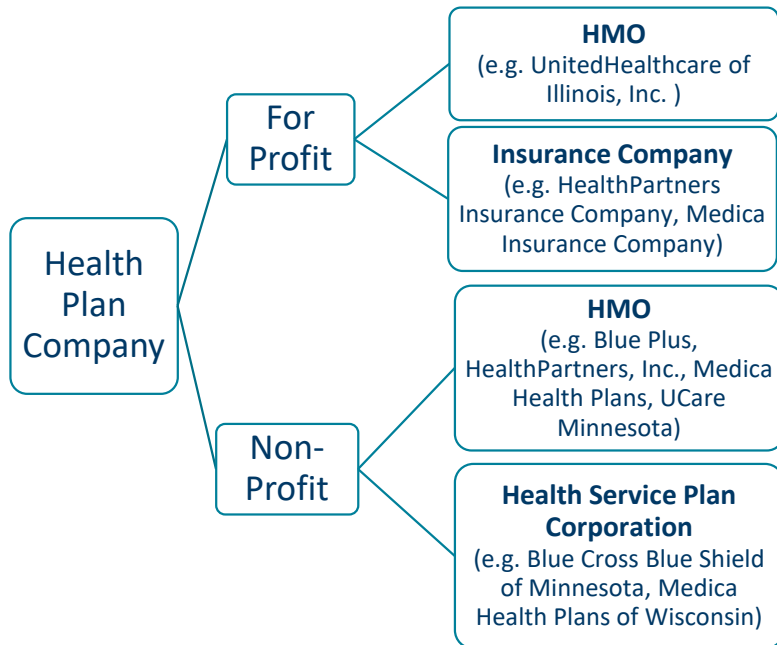 Health
Plan
Company
For
Profit
HMO
(e.g. UnitedHealthcare of
Illinois, Inc. )
Insurance Company
(e.g. HealthPartners
Insurance Company, Medica
Insurance Company)
Non-
Profit
HMO
(e.g. Blue Plus,
HealthPartners, Inc., Medica
Health Plans, UCare
Minnesota)
Health Service Plan
Corporation
(e.g. Blue Cross Blue Shield
of Minnesota, Medica
Health Plans of Wisconsin)